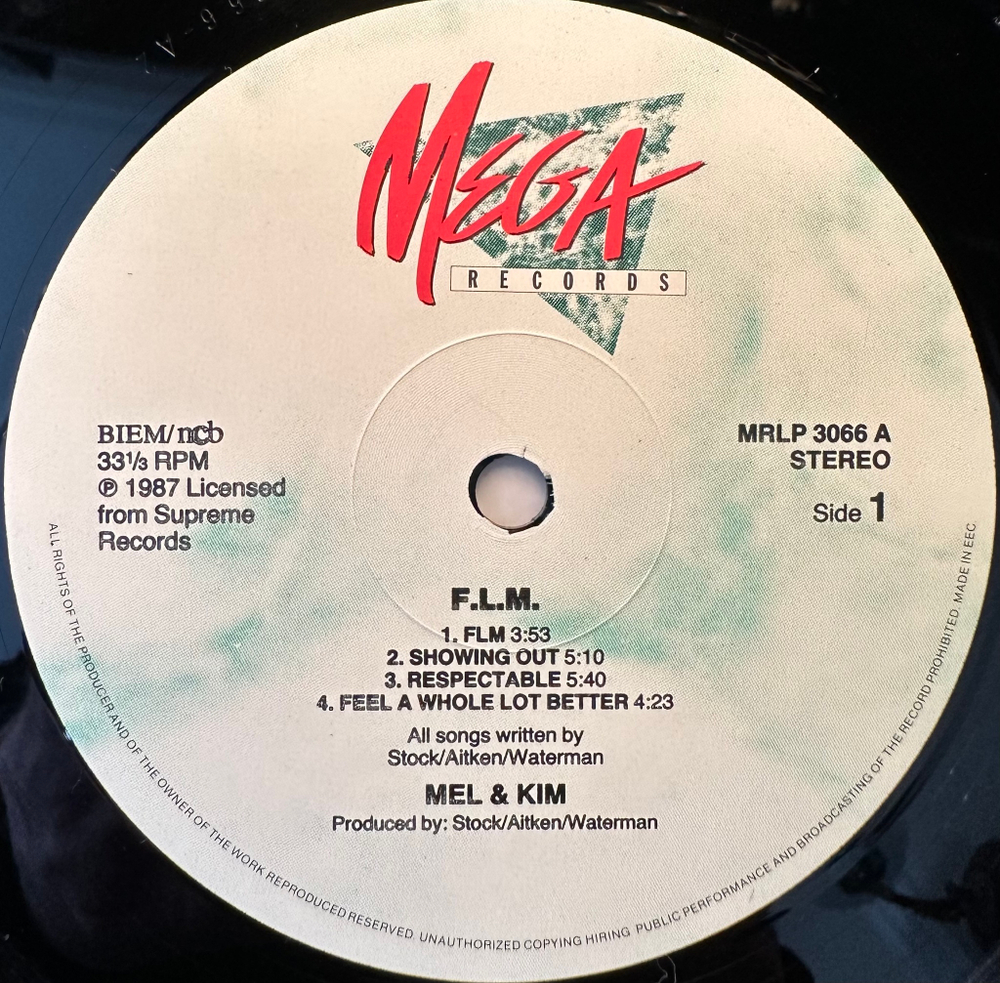 MEGA
RECORDS
BIEM/ncb
33⅓ RPM
℗ 1987 Licensed
from Supreme
Records
MRLP 3066 A
STEREO
Side 1
F.L.M.
1. FLM 3:53
2. SHOWING OUT 5:10
3. RESPECTABLE 5:40
4. FEEL A WHOLE LOT BETTER 4:23
All songs written by
Stock/Aitken/Waterman
MEL & KIM
Produced by: Stock/Aitken/Waterman
ALL RIGHTS OF THE PRODUCER AND OF THE OWNER OF THE WORK REPRODUCED RESERVED. UNAUTHORIZED COPYING HIRING PUBLIC PERFORMANCE AND BROADCASTING OF THE RECORD PROHIBITED. MADE IN EEC